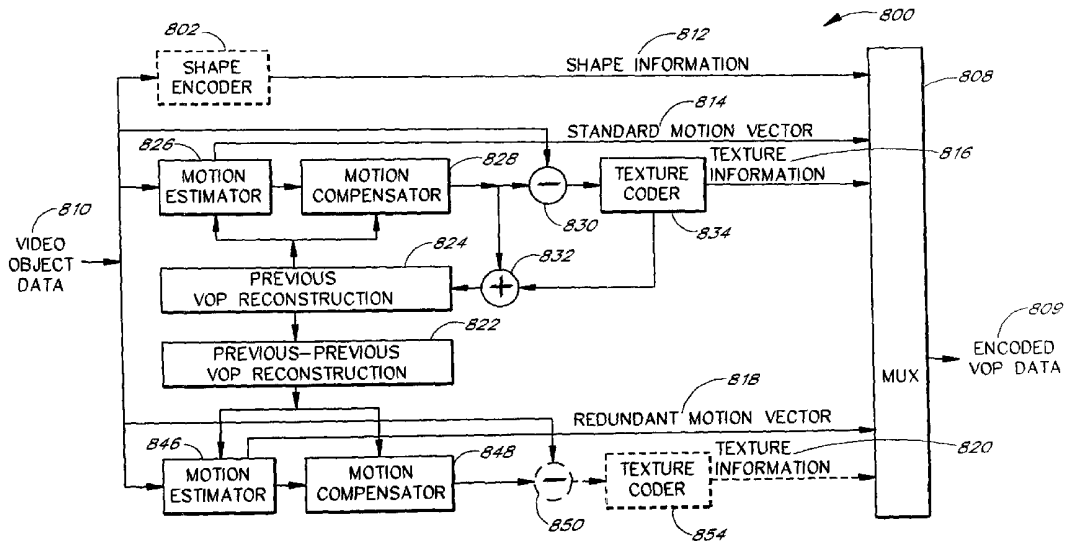 800
802
SHAPE
ENCODER
812
SHAPE INFORMATION
808
814
STANDARD MOTION VECTOR
826
MOTION
ESTIMATOR
828
MOTION
COMPENSATOR
−
830
TEXTURE
CODER
834
TEXTURE
INFORMATION
816
810
VIDEO
OBJECT
DATA
824
PREVIOUS
VOP RECONSTRUCTION
832
+
822
PREVIOUS–PREVIOUS
VOP RECONSTRUCTION
809
ENCODED
VOP DATA
MUX
818
REDUNDANT MOTION VECTOR
846
MOTION
ESTIMATOR
848
MOTION
COMPENSATOR
−
850
TEXTURE
CODER
854
TEXTURE
INFORMATION
820